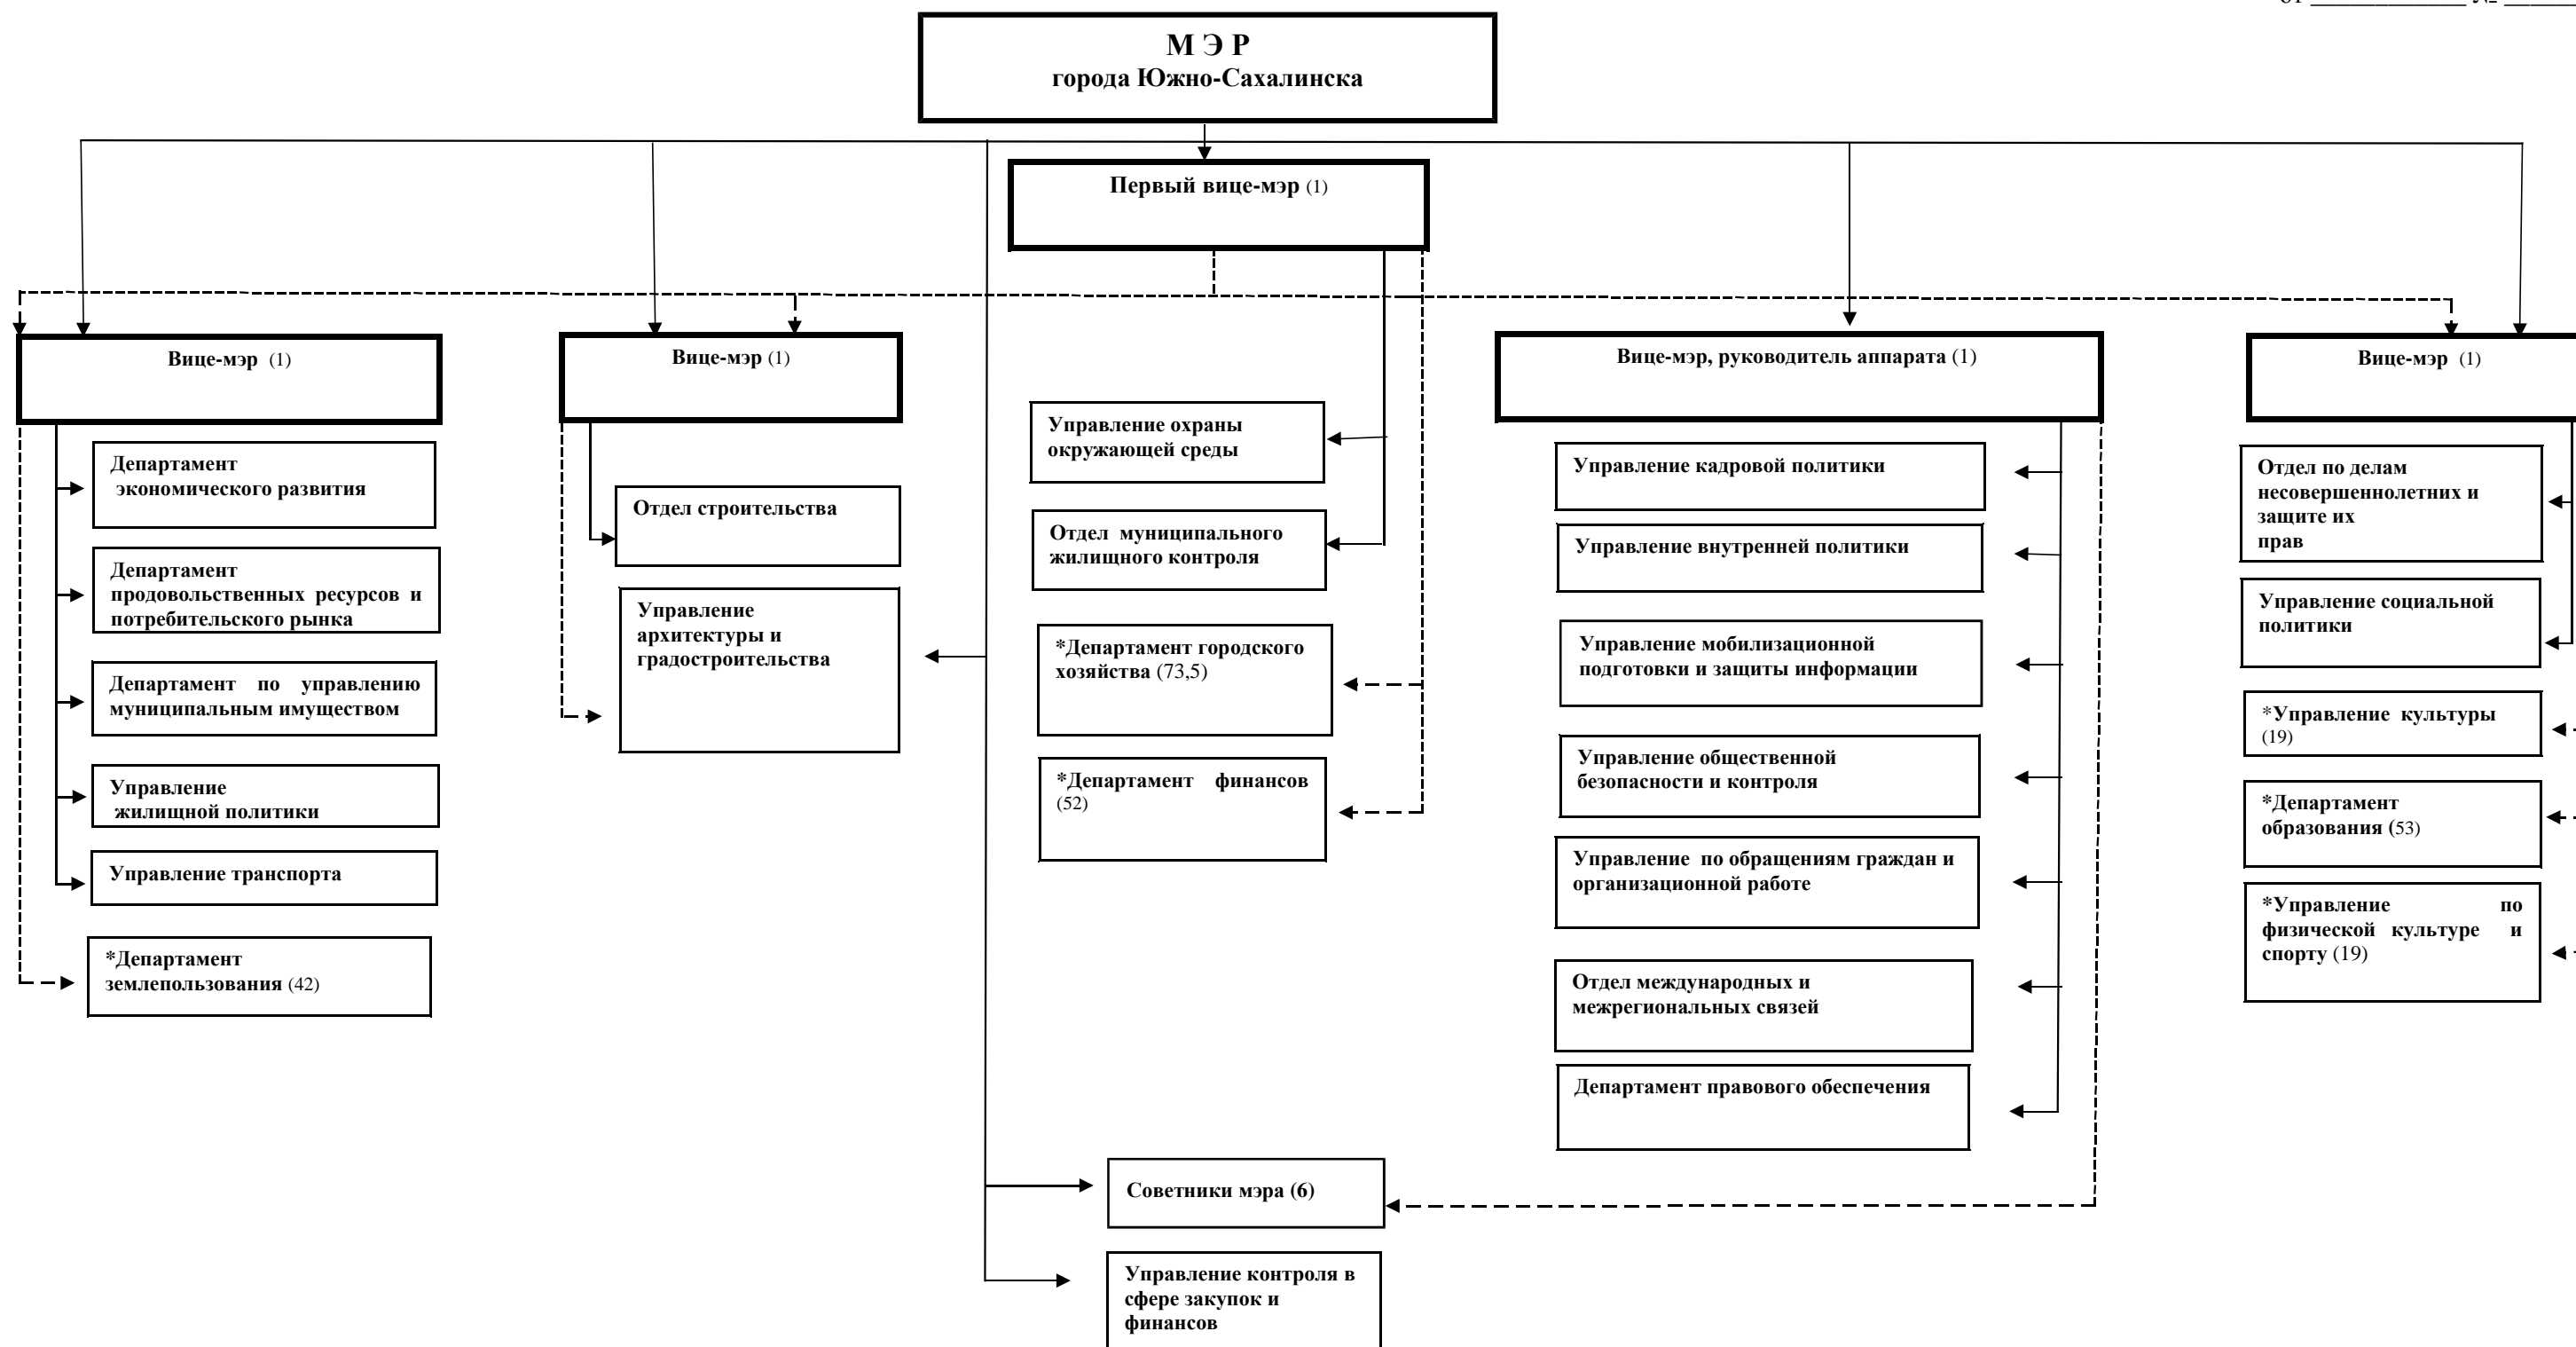 М Э Р
города Южно-Сахалинска
Первый вице-мэр (1)
Вице-мэр (1)
Департамент
экономического развития
Департамент
продовольственных ресурсов и
потребительского рынка
Департамент по управлению
муниципальным имуществом
Управление
жилищной политики
Управление транспорта
*Департамент
землепользования (42)
Вице-мэр (1)
Отдел строительства
Управление
архитектуры и
градостроительства
Управление охраны
окружающей среды
Отдел муниципального
жилищного контроля
*Департамент городского
хозяйства (73,5)
*Департамент финансов
(52)
Вице-мэр, руководитель аппарата (1)
Управление кадровой политики
Управление внутренней политики
Управление мобилизационной
подготовки и защиты информации
Управление общественной
безопасности и контроля
Управление по обращениям граждан и
организационной работе
Отдел международных и
межрегиональных связей
Департамент правового обеспечения
Вице-мэр (1)
Отдел по делам
несовершеннолетних и
защите их
прав
Управление социальной
политики
*Управление культуры
(19)
*Департамент
образования (53)
*Управление по
физической культуре и
спорту (19)
Советники мэра (6)
Управление контроля в
сфере закупок и
финансов